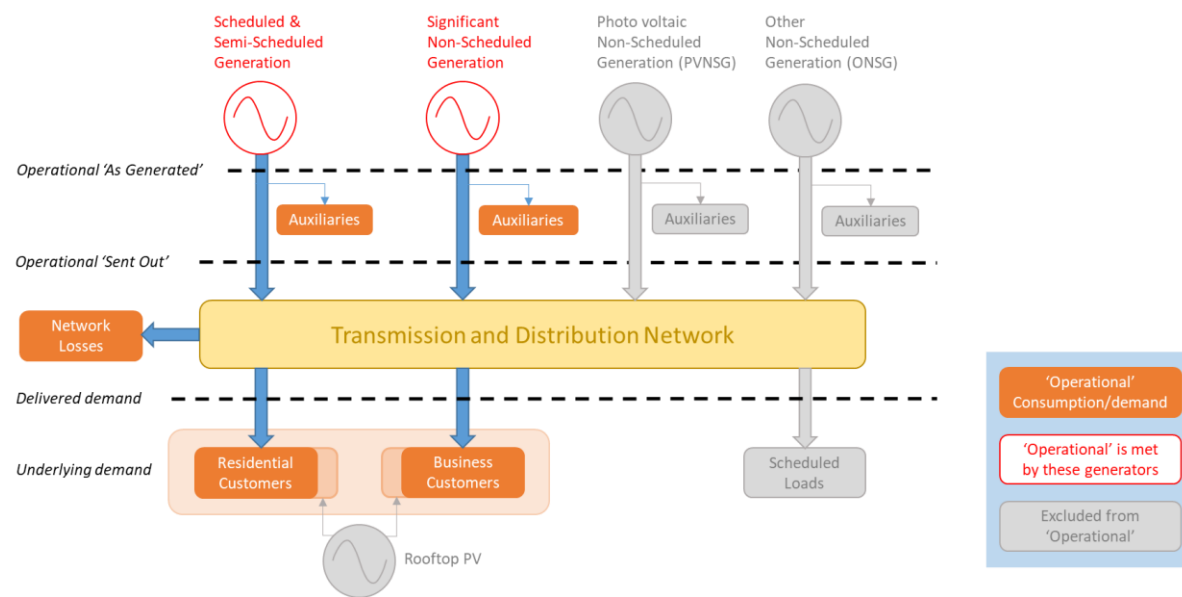 Scheduled &
Semi-Scheduled
Generation
Significant
Non-Scheduled
Generation
Photo voltaic
Non-Scheduled
Generation (PVNSG)
Other
Non-Scheduled
Generation (ONSG)
Operational ‘As Generated’
Auxiliaries
Auxiliaries
Auxiliaries
Auxiliaries
Operational ‘Sent Out’
Network
Losses
Transmission and Distribution Network
Delivered demand
Underlying demand
Residential
Customers
Business
Customers
Scheduled
Loads
Rooftop PV
‘Operational’
Consumption/demand
‘Operational’ is met
by these generators
Excluded from
‘Operational’